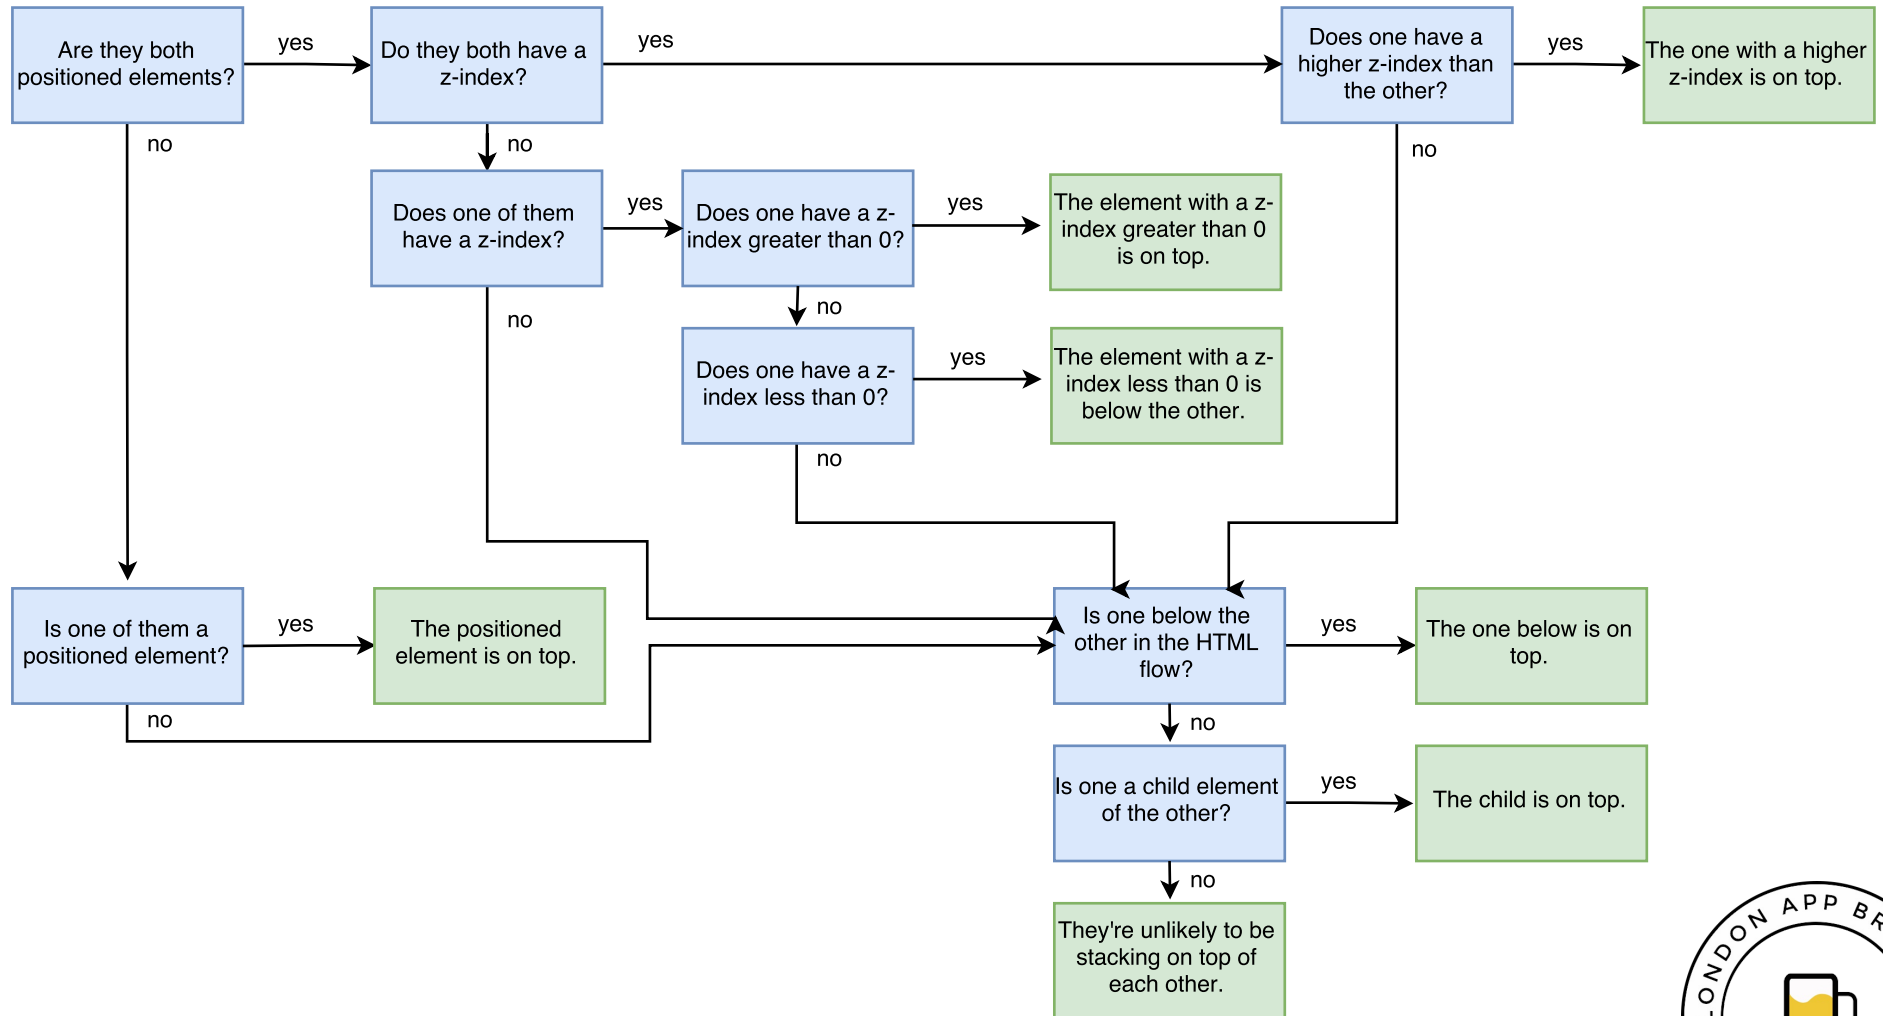 Are they both
positioned elements?
yes
Do they both have a
z-index?
yes
Does one have a
higher z-index than
the other?
yes
The one with a higher
z-index is on top.
no
no
no
Does one of them
have a z-index?
yes
Does one have a z-
index greater than 0?
yes
The element with a z-
index greater than 0
is on top.
no
no
Does one have a z-
index less than 0?
yes
The element with a z-
index less than 0 is
below the other.
no
Is one of them a
positioned element?
yes
The positioned
element is on top.
Is one below the
other in the HTML
flow?
yes
The one below is on
top.
no
no
Is one a child element
of the other?
yes
The child is on top.
no
They're unlikely to be
stacking on top of
each other.
LONDON APP BR